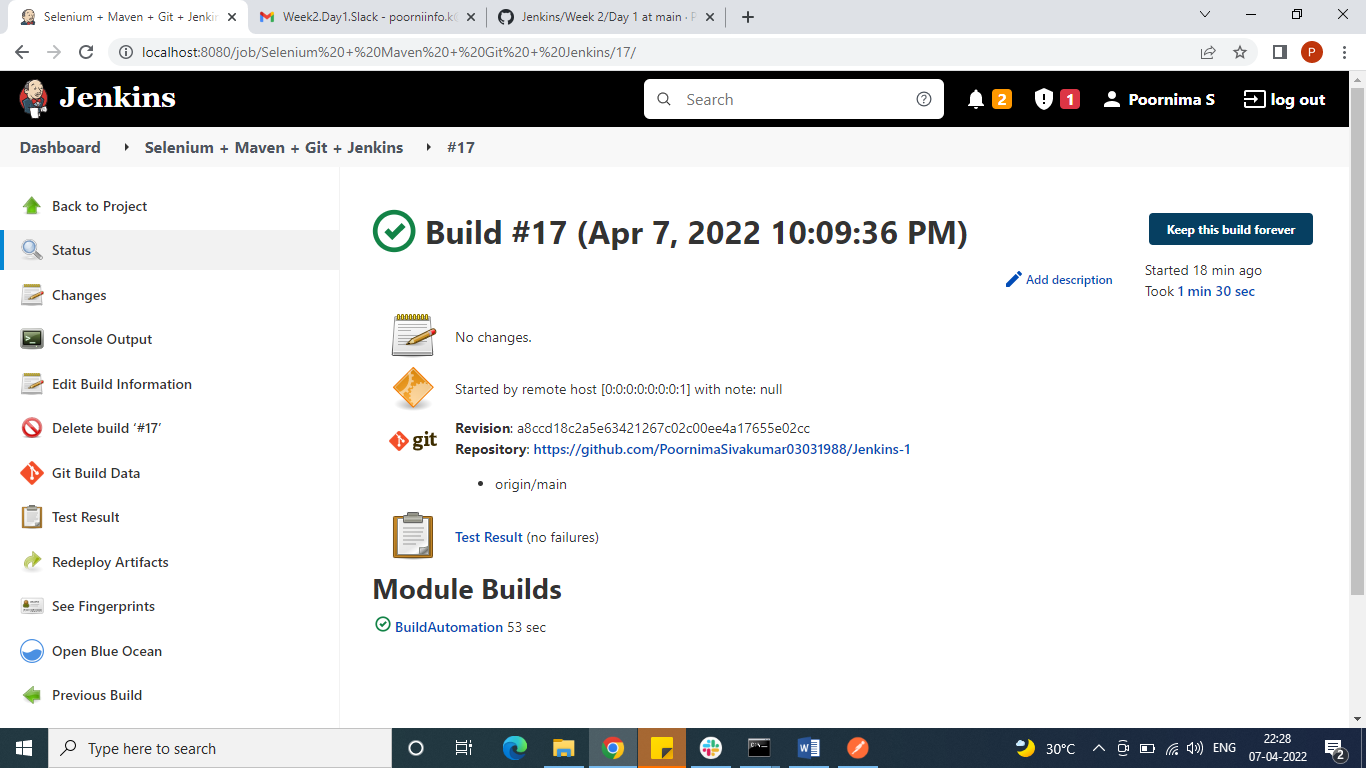 Selenium + Maven + Git + Jenkin
Week2.Day1.Slack - poorniinfo.k
Jenkins/Week 2/Day 1 at main · P
localhost:8080/job/Selenium%20+%20Maven%20+%20Git%20+%20Jenkins/17/
P
Jenkins
Search
2
1
Poornima S
log out
Dashboard
Selenium + Maven + Git + Jenkins
#17
Back to Project
Status
Changes
Console Output
Edit Build Information
Delete build ‘#17’
Git Build Data
Test Result
Redeploy Artifacts
See Fingerprints
Open Blue Ocean
Previous Build
Build #17 (Apr 7, 2022 10:09:36 PM)
Keep this build forever
Add description
Started 18 min ago
Took 1 min 30 sec
No changes.
Started by remote host [0:0:0:0:0:0:0:1] with note: null
git
Revision: a8ccd18c2a5e63421267c02c00ee4a17655e02cc
Repository: https://github.com/PoornimaSivakumar03031988/Jenkins-1
• origin/main
Test Result (no failures)
Module Builds
BuildAutomation 53 sec
Type here to search
30°C
ENG
22:28
07-04-2022
2